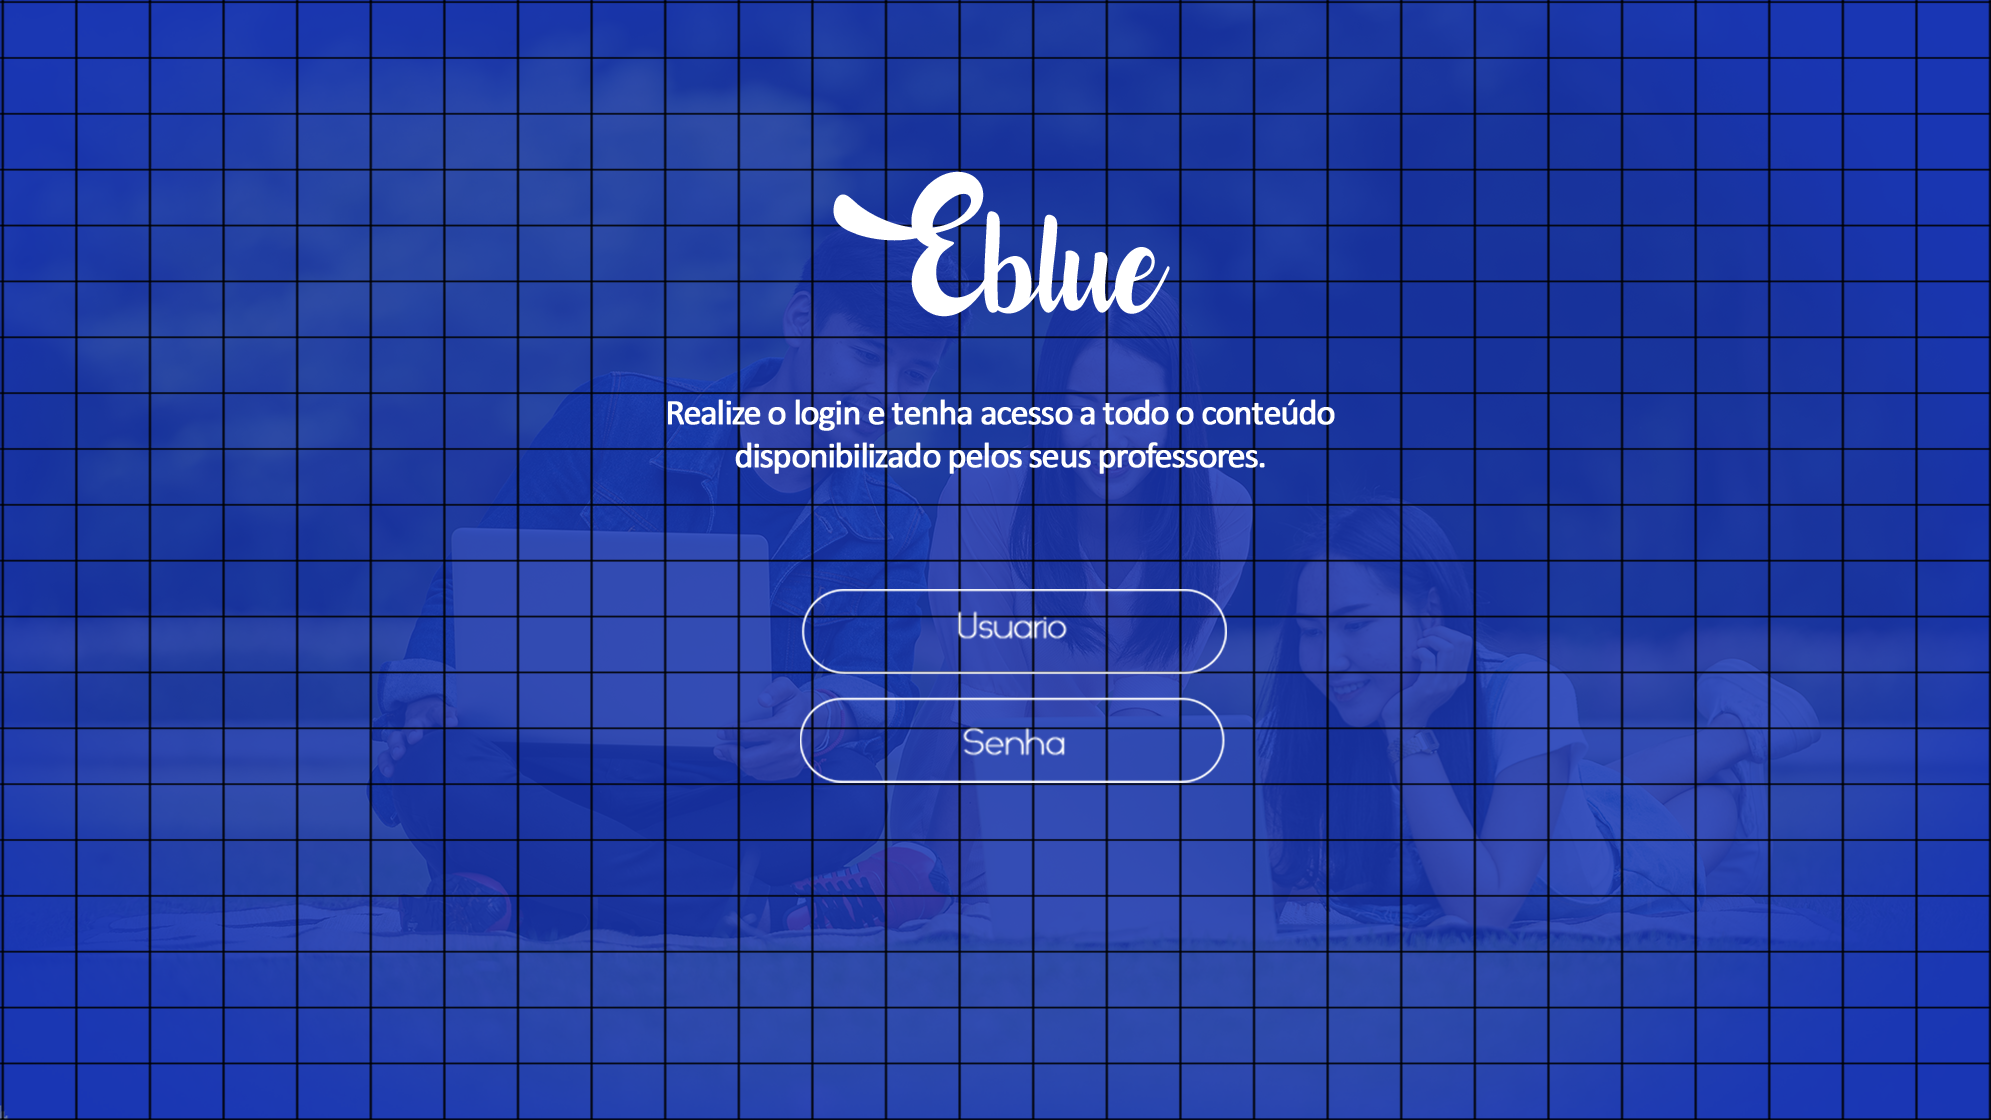 Eblue
Realize o login e tenha acesso a todo o conteúdo
disponibilizado pelos seus professores.
Usuario
Senha